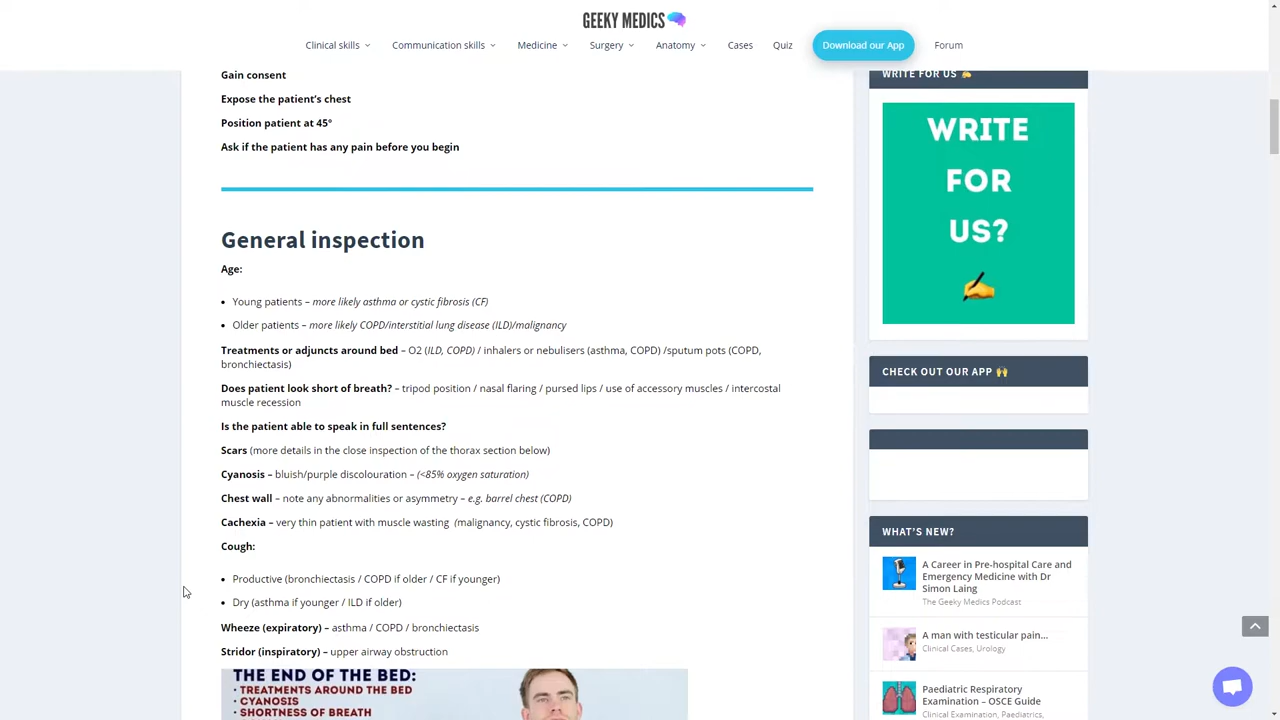 GEEKY MEDICS
Clinical skills Communication skills Medicine Surgery Anatomy Cases Quiz Download our App Forum
Gain consent
Expose the patient's chest
Position patient at 45°
Ask if the patient has any pain before you begin
General inspection
Age:
• Young patients – more likely asthma or cystic fibrosis (CF)
• Older patients – more likely COPD/interstitial lung disease (ILD)/malignancy
Treatments or adjuncts around bed – O2 (ILD, COPD) / inhalers or nebulisers (asthma, COPD) /sputum pots (COPD,
bronchiectasis)
Does patient look short of breath? – tripod position / nasal flaring / pursed lips / use of accessory muscles / intercostal
muscle recession
Is the patient able to speak in full sentences?
Scars (more details in the close inspection of the thorax section below)
Cyanosis – bluish/purple discolouration – (<85% oxygen saturation)
Chest wall – note any abnormalities or asymmetry – e.g. barrel chest (COPD)
Cachexia – very thin patient with muscle wasting (malignancy, cystic fibrosis, COPD)
Cough:
• Productive (bronchiectasis / COPD if older / CF if younger)
• Dry (asthma if younger / ILD if older)
Wheeze (expiratory) – asthma / COPD / bronchiectasis
Stridor (inspiratory) – upper airway obstruction
THE END OF THE BED:
• TREATMENTS AROUND THE BED
• CYANOSIS
• SHORTNESS OF BREATH
WRITE FOR US ✍
WRITE
FOR
US?
CHECK OUT OUR APP 🙌
WHAT'S NEW?
A Career in Pre-hospital Care and
Emergency Medicine with Dr
Simon Laing
The Geeky Medics Podcast
A man with testicular pain...
Clinical Cases, Urology
Paediatric Respiratory
Examination – OSCE Guide
Clinical Examination, Paediatrics,